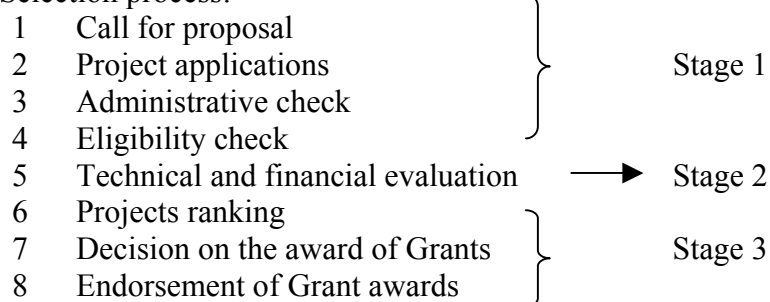 Selection process:
1 Call for proposal
2 Project applications Stage 1
3 Administrative check
4 Eligibility check
5 Technical and financial evaluation Stage 2
6 Projects ranking
7 Decision on the award of Grants Stage 3
8 Endorsement of Grant awards